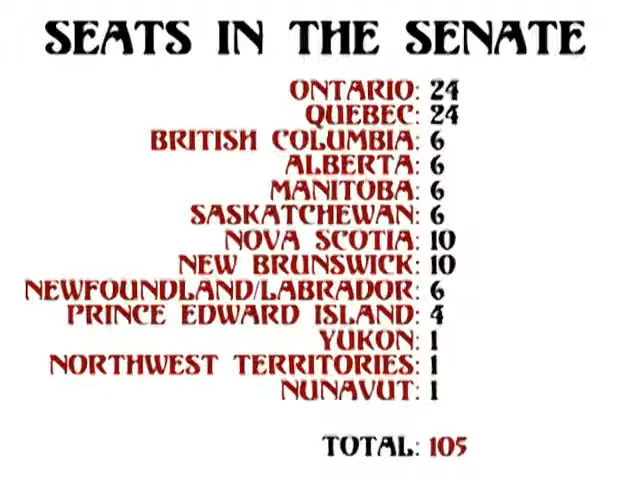 SEATS IN THE SENATE
ONTARIO: 24
QUEBEC: 24
BRITISH COLUMBIA: 6
ALBERTA: 6
MANITOBA: 6
SASKATCHEWAN: 6
NOVA SCOTIA: 10
NEW BRUNSWICK: 10
NEWFOUNDLAND/LABRADOR: 6
PRINCE EDWARD ISLAND: 4
YUKON: 1
NORTHWEST TERRITORIES: 1
NUNAVUT: 1
TOTAL: 105